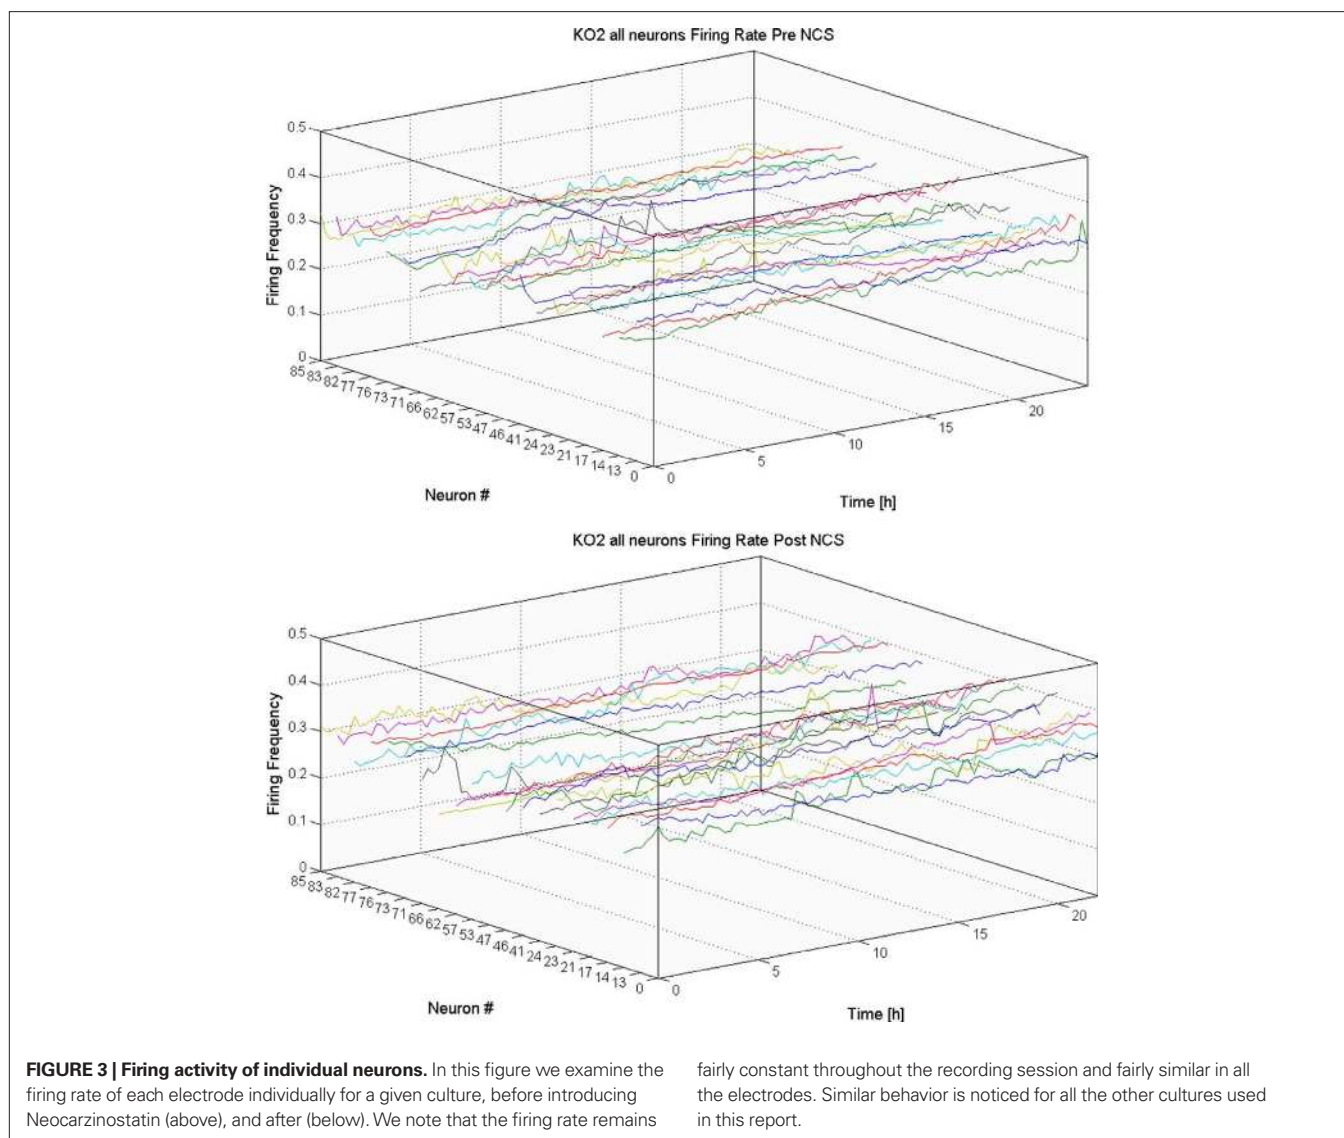 KO2 all neurons Firing Rate Pre NCS
0.5
0.4
0.3
0.2
0.1
0
Firing Frequency
85 83 82 77 76 73 71 66 62 57 53 47 46 41 24 23 21 17 14 13 0
0 5 10 15 20
Neuron #
Time [h]
KO2 all neurons Firing Rate Post NCS
0.5
0.4
0.3
0.2
0.1
0
Firing Frequency
85 83 82 77 76 73 71 66 62 57 53 47 46 41 24 23 21 17 14 13 0
0 5 10 15 20
Neuron #
Time [h]
FIGURE 3 | Firing activity of individual neurons. In this figure we examine the
firing rate of each electrode individually for a given culture, before introducing
Neocarzinostatin (above), and after (below). We note that the firing rate remains
fairly constant throughout the recording session and fairly similar in all
the electrodes. Similar behavior is noticed for all the other cultures used
in this report.